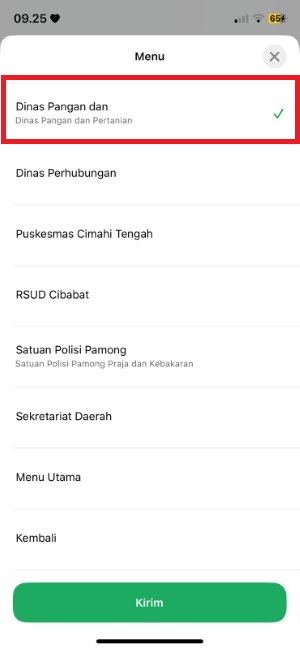 09.25
65
Menu
Dinas Pangan dan
Dinas Pangan dan Pertanian
Dinas Perhubungan
Puskesmas Cimahi Tengah
RSUD Cibabat
Satuan Polisi Pamong
Satuan Polisi Pamong Praja dan Kebakaran
Sekretariat Daerah
Menu Utama
Kembali
Kirim